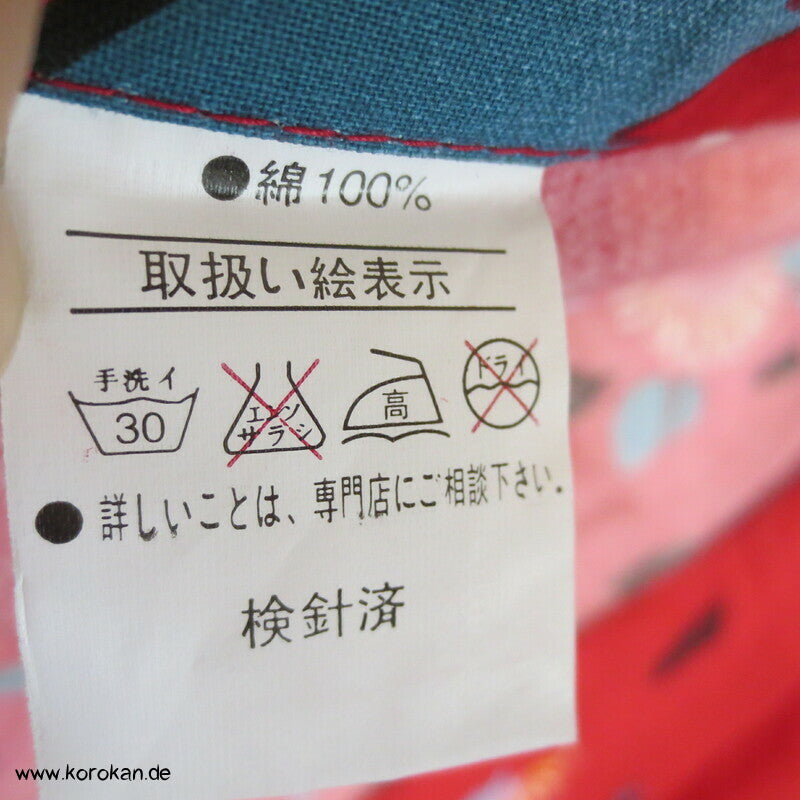 ●綿100%
取扱い絵表示
手洗イ
30
エンソ
サラシ
高
ドライ
●詳しいことは、専門店にご相談下さい。
検針済
www.korokan.de